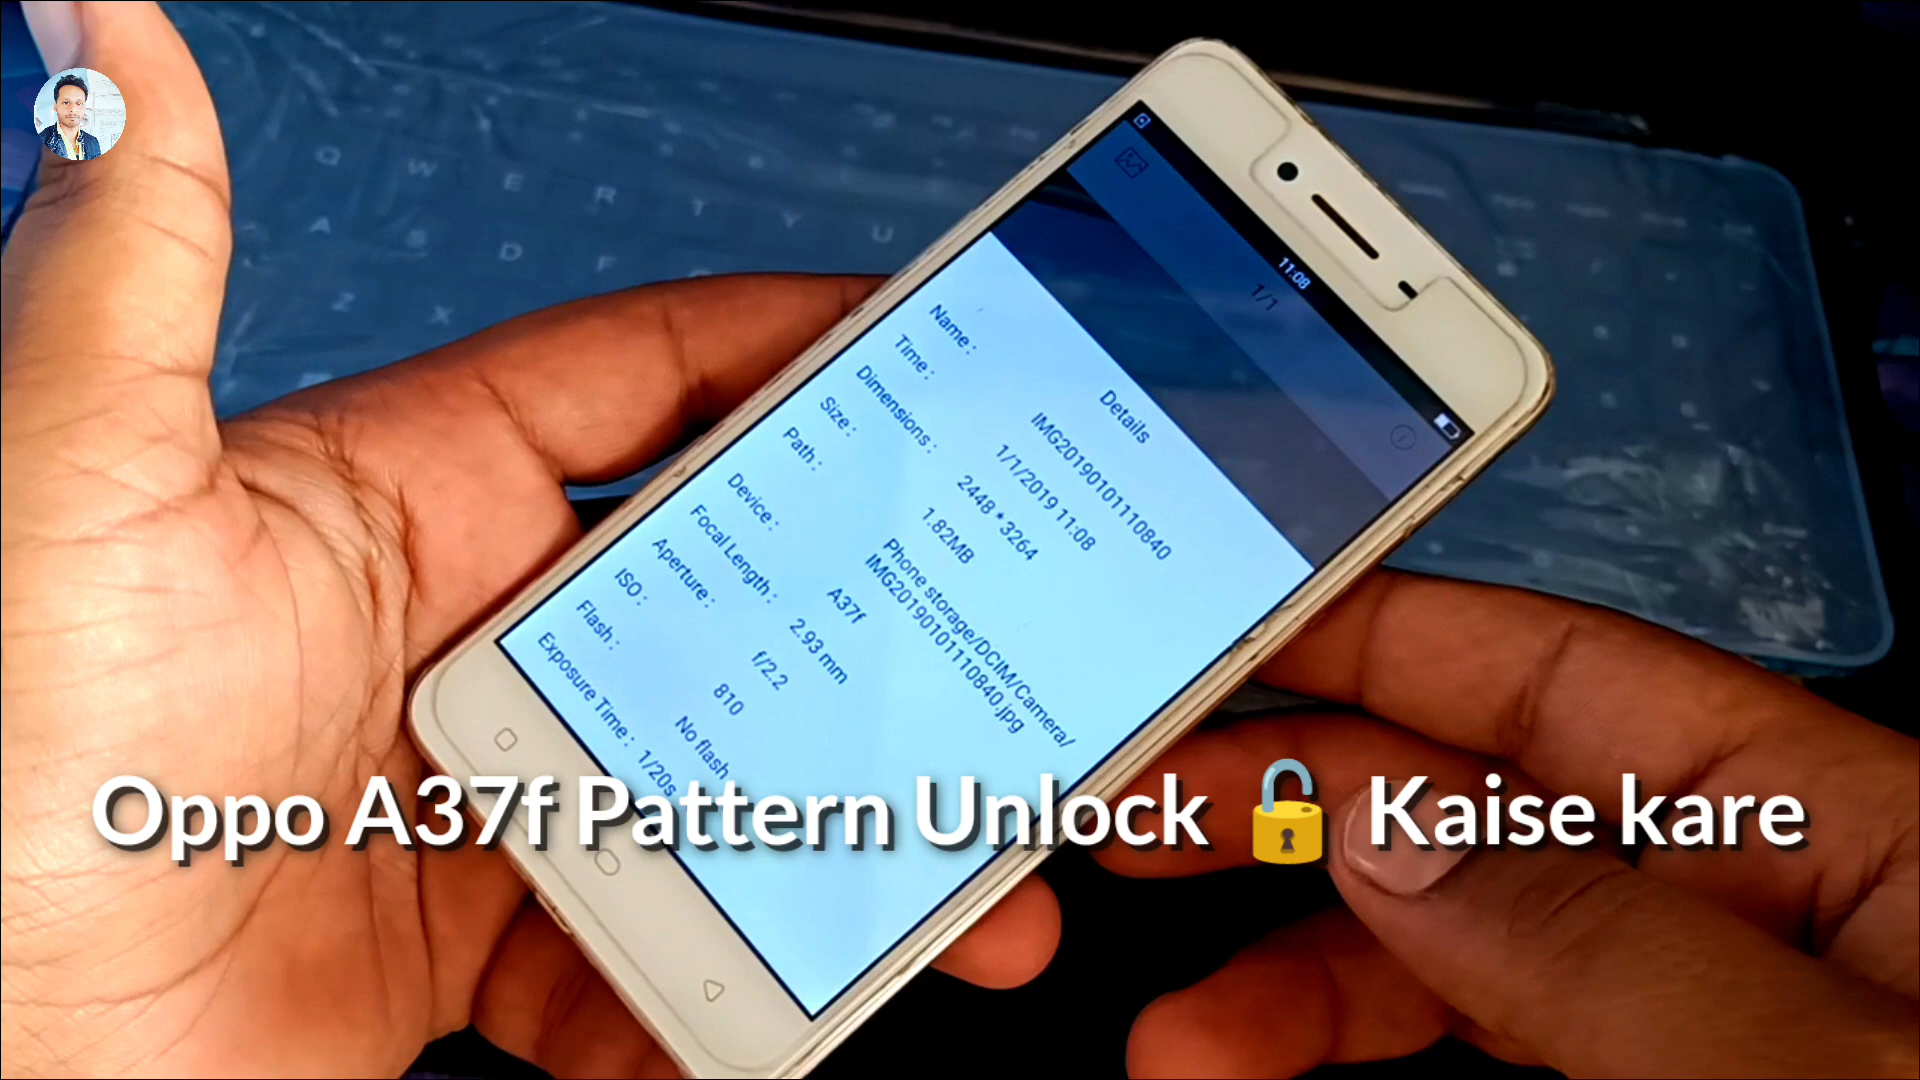 11:08
1/1
Details
Name : IMG20190101110840
Time : 1/1/2019 11:08
Dimensions : 2448 * 3264
Size : 1.82MB
Path : Phone storage/DCIM/Camera/
IMG20190101110840.jpg
Device : A37f
Focal Length : 2.93 mm
Aperture : f/2.2
ISO : 810
Flash : No flash
Exposure Time : 1/20s
Oppo A37f Pattern Unlock 🔓 Kaise kare
Q W E R T Y U
A D F
Z X